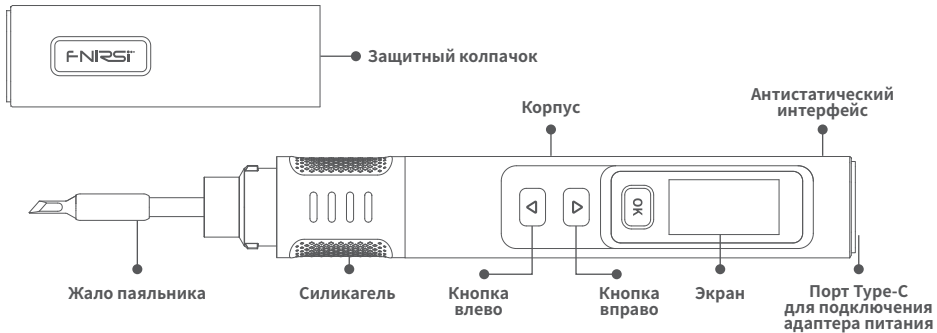 FNIRSI
Защитный колпачок
Корпус
Антистатический
интерфейс
OK
Жало паяльника
Силикагель
Кнопка
влево
Кнопка
вправо
Экран
Порт Type-C
для подключения
адаптера питания